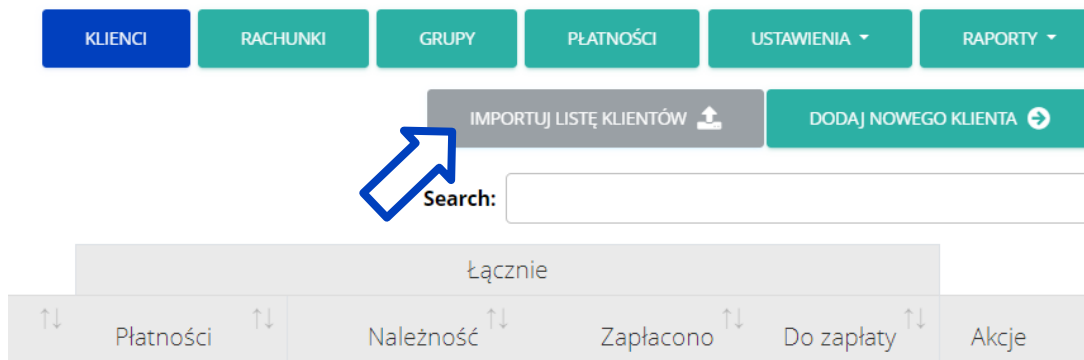 KLIENCI RACHUNKI GRUPY PŁATNOŚCI USTAWIENIA RAPORTY
IMPORTUJ LISTĘ KLIENTÓW DODAJ NOWEGO KLIENTA
Search:
Łącznie
Płatności Należność Zapłacono Do zapłaty Akcje